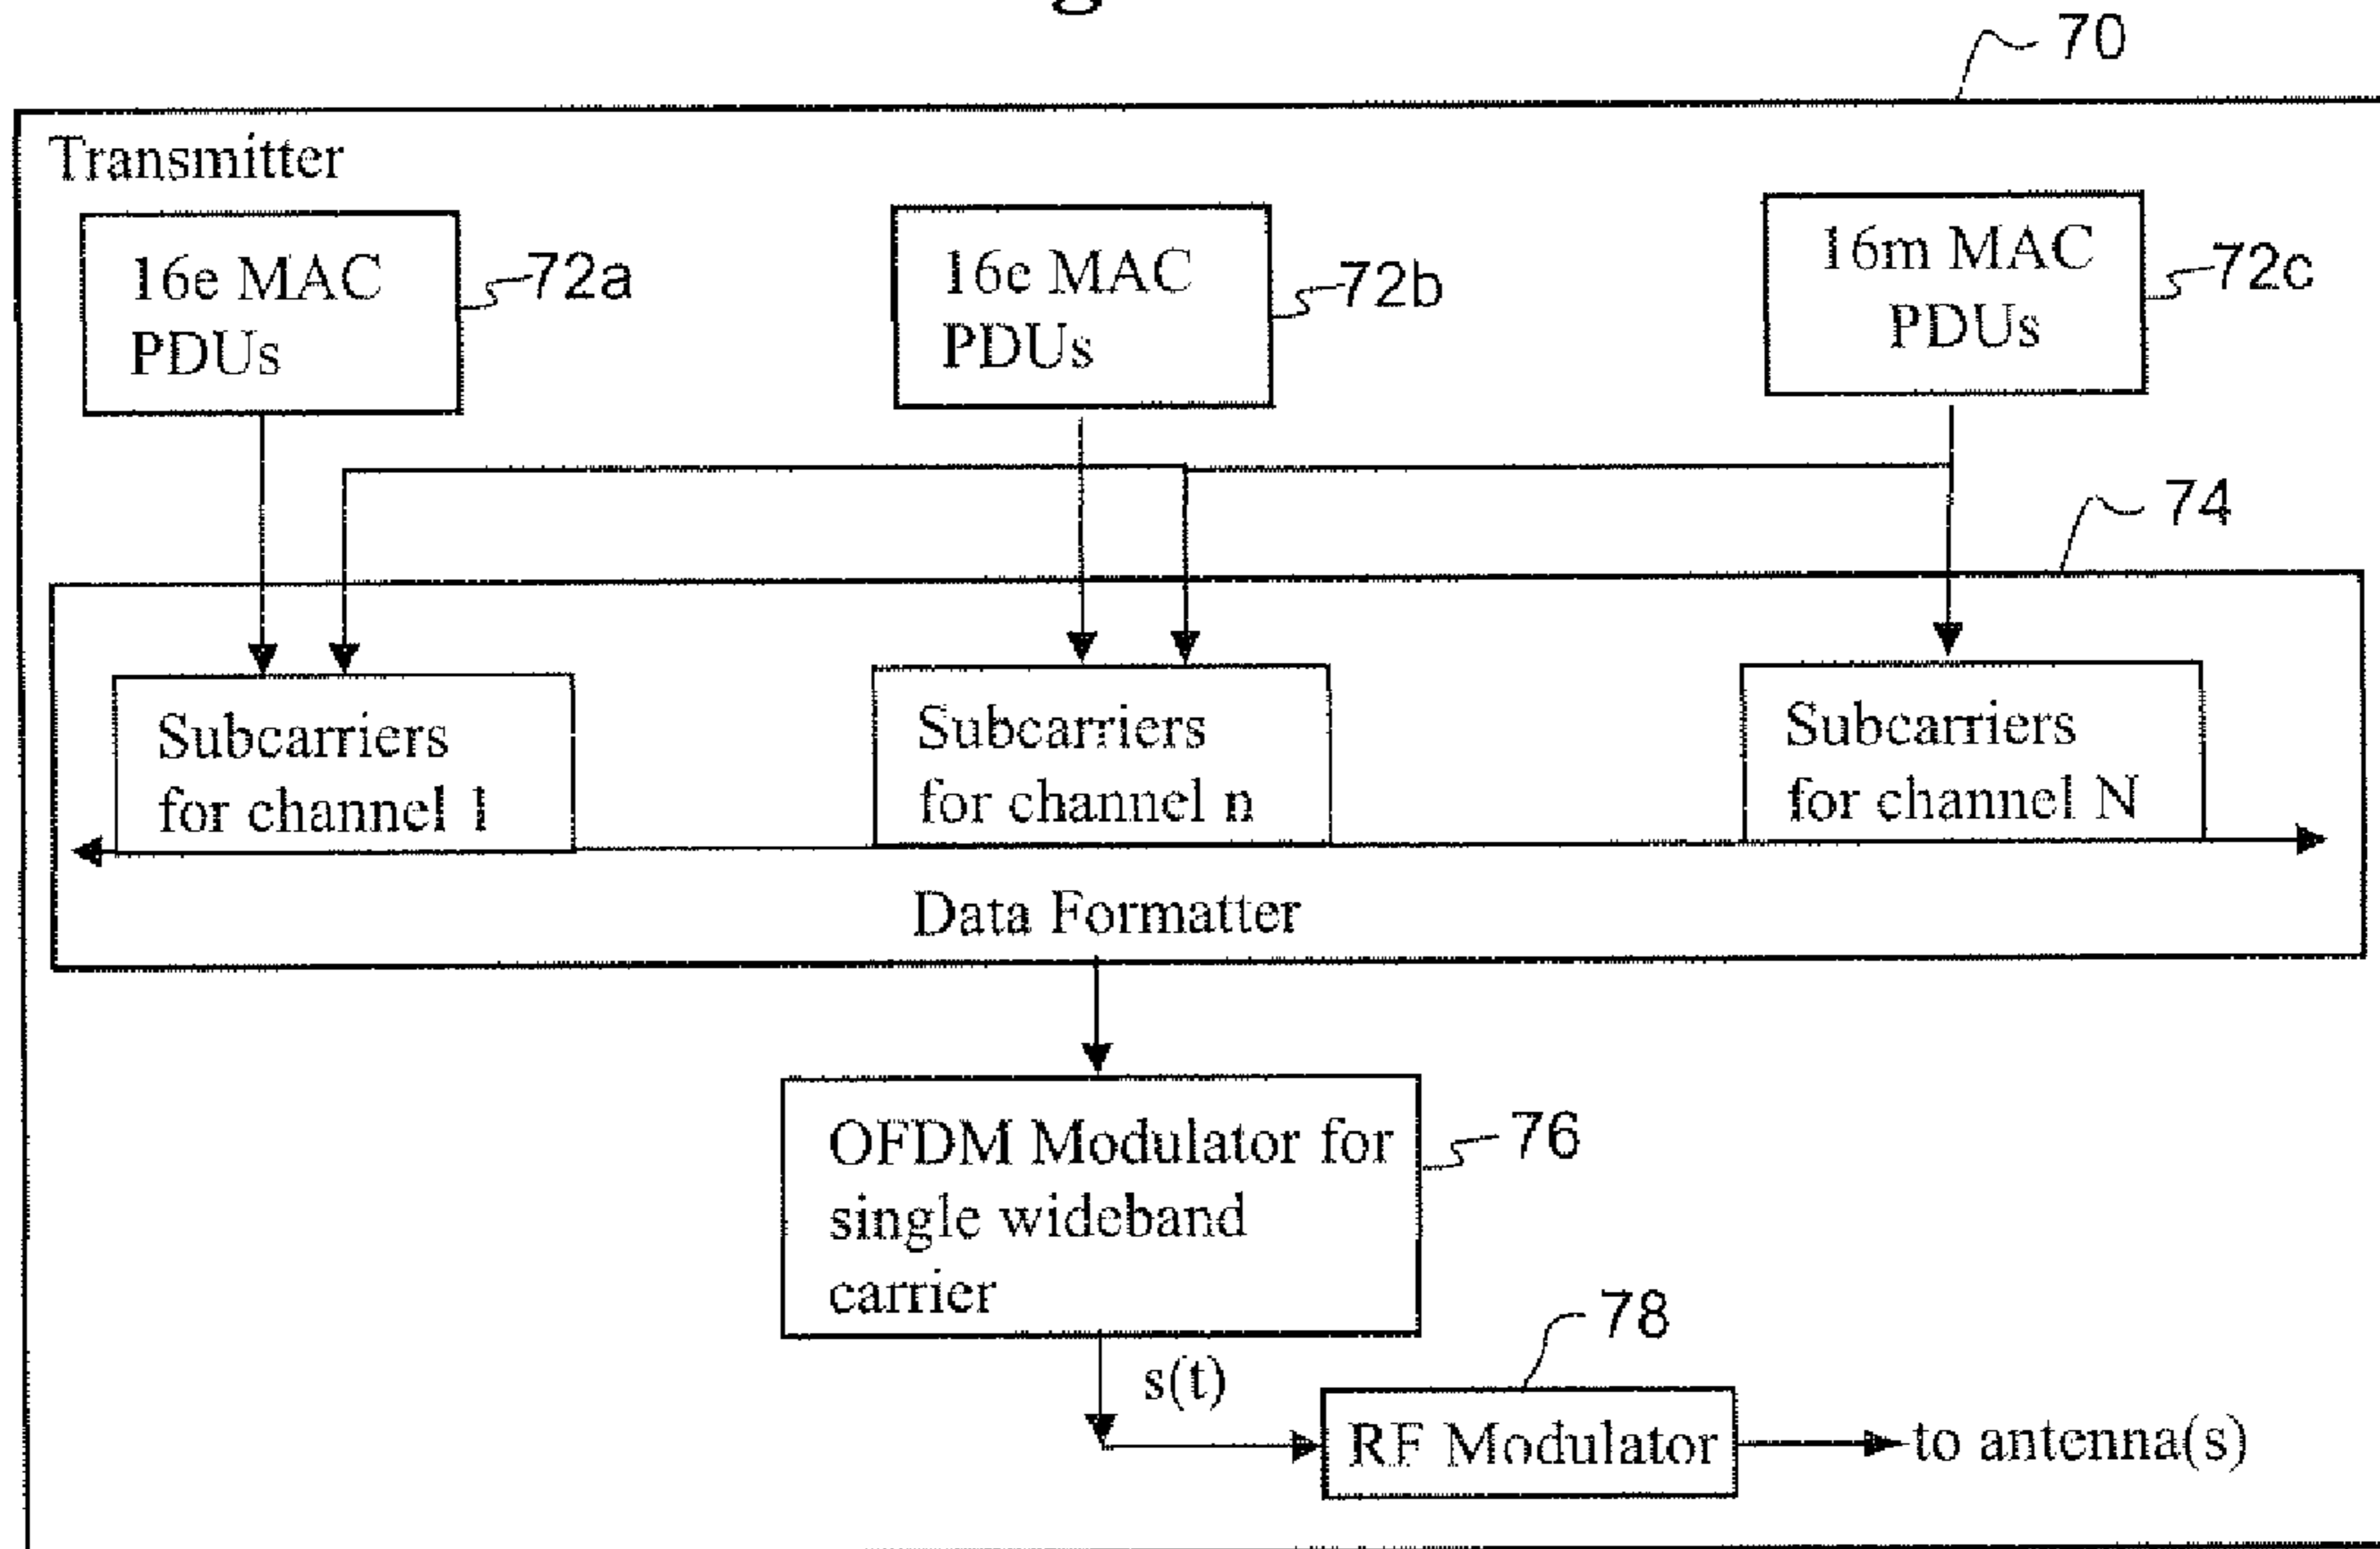 70
Transmitter
16e MAC
PDUs
72a
16e MAC
PDUs
72b
16m MAC
PDUs
72c
74
Subcarriers
for channel 1
Subcarriers
for channel n
Subcarriers
for channel N
Data Formatter
OFDM Modulator for
single wideband
carrier
76
s(t)
78
RF Modulator
to antenna(s)